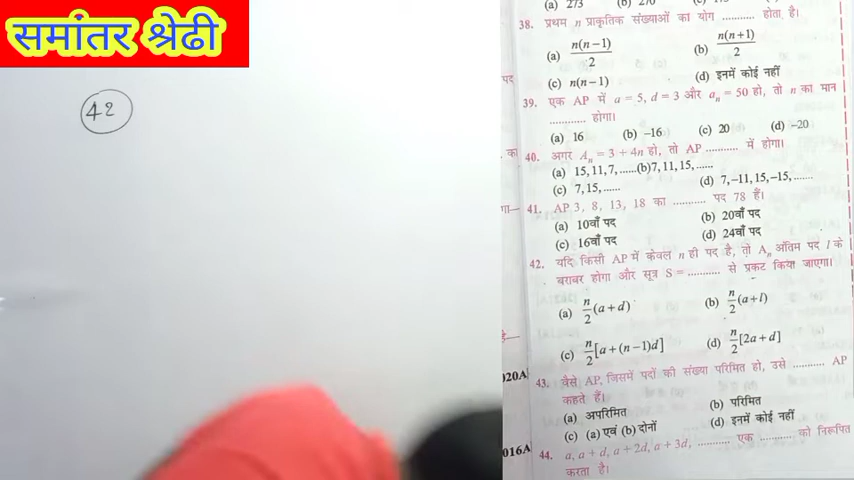 समांतर श्रेढी
42
(a) 273
38. प्रथम n प्राकृतिक संख्याओं का योग .......... होता है।
(a) n(n−1)/2 (b) n(n+1)/2
(c) n(n−1) (d) इनमें कोई नहीं
39. एक AP में a = 5, d = 3 और aₙ = 50 हो, तो n का मान
............ होगा।
(a) 16 (b) −16 (c) 20 (d) −20
40. अगर Aₙ = 3 + 4n हो, तो AP .......... में होगा।
(a) 15, 11, 7, ......(b)7, 11, 15, ......
(c) 7, 15, ...... (d) 7, −11, 15, −15, .......
41. AP 3, 8, 13, 18 का .......... पद 78 हैं।
(a) 10वाँ पद (b) 20वाँ पद
(c) 16वाँ पद (d) 24वाँ पद
42. यदि किसी AP में केवल n ही पद है, तो Aₙ अंतिम पद l के
बराबर होगा और सूत्र S = .......... से प्रकट किया जाएगा।
(a) n/2 (a + d) (b) n/2 (a + l)
(c) n/2 [a + (n − 1)d] (d) n/2 [2a + d]
43. वैसे AP, जिसमें पदों की संख्या परिमित हो, उसे .......... AP
कहते हैं।
(a) अपरिमित (b) परिमित
(c) (a) एवं (b) दोनों (d) इनमें कोई नहीं
44. a, a + d, a + 2d, a + 3d, .......... एक .......... को निरूपित
करता है।
पद
का
020A
016A